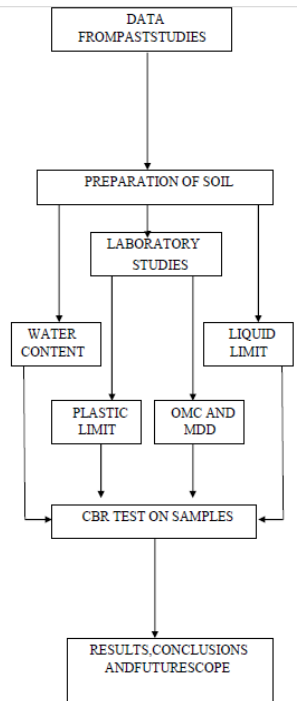 DATA
FROMPASTSTUDIES
PREPARATION OF SOIL
LABORATORY
STUDIES
WATER
CONTENT
LIQUID
LIMIT
PLASTIC
LIMIT
OMC AND
MDD
CBR TEST ON SAMPLES
RESULTS,CONCLUSIONS
ANDFUTURESCOPE